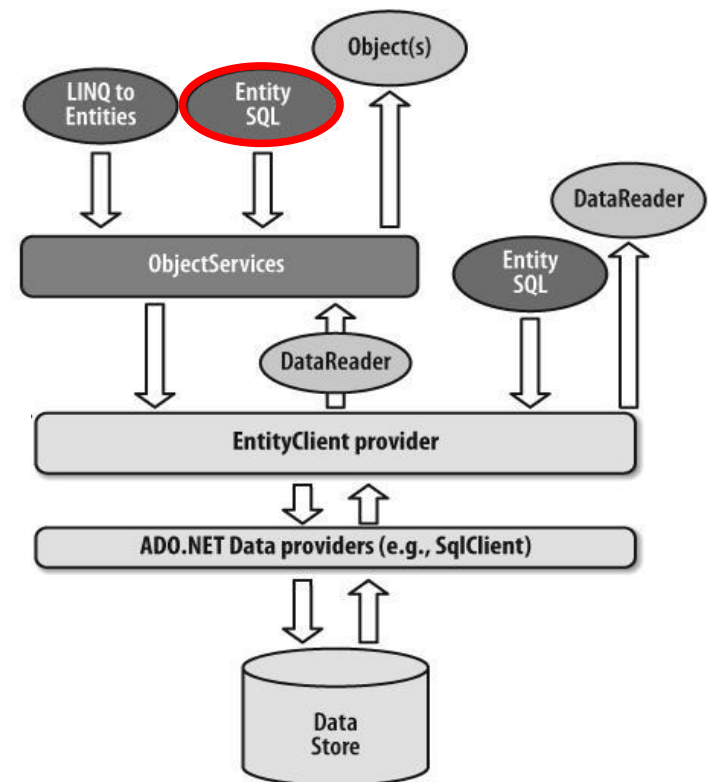 Object(s)
LINQ to
Entities
Entity
SQL
DataReader
ObjectServices
Entity
SQL
DataReader
EntityClient provider
ADO.NET Data providers (e.g., SqlClient)
Data
Store